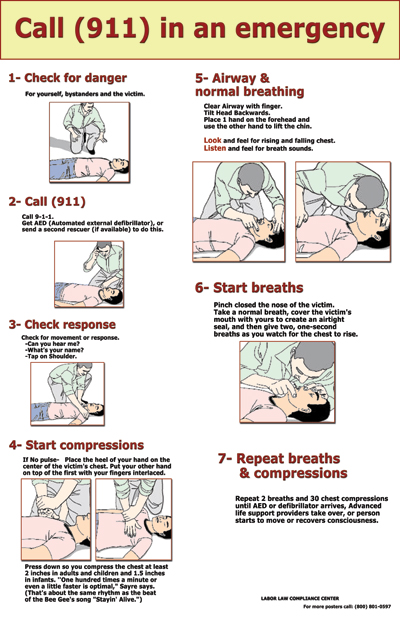 Call (911) in an emergency
1- Check for danger
For yourself, bystanders and the victim.
2- Call (911)
Call 9-1-1.
Get AED (Automated external defibrillator), or
send a second rescuer (if available) to do this.
3- Check response
Check for movement or response.
-Can you hear me?
-What's your name?
-Tap on Shoulder.
4- Start compressions
If No pulse- Place the heel of your hand on the
center of the victim's chest. Put your other hand
on top of the first with your fingers interlaced.
Press down so you compress the chest at least
2 inches in adults and children and 1.5 inches
in infants. "One hundred times a minute or
even a little faster is optimal," Sayre says.
(That's about the same rhythm as the beat
of the Bee Gee's song "Stayin' Alive.")
5- Airway &
normal breathing
Clear Airway with finger.
Tilt Head Backwards.
Place 1 hand on the forehead and
use the other hand to lift the chin.
Look and feel for rising and falling chest.
Listen and feel for breath sounds.
6- Start breaths
Pinch closed the nose of the victim.
Take a normal breath, cover the victim's
mouth with yours to create an airtight
seal, and then give two, one-second
breaths as you watch for the chest to rise.
7- Repeat breaths
& compressions
Repeat 2 breaths and 30 chest compressions
until AED or defibrillator arrives, Advanced
life support providers take over, or person
starts to move or recovers consciousness.
LABOR LAW COMPLIANCE CENTER
For more posters call: (800) 801-0597